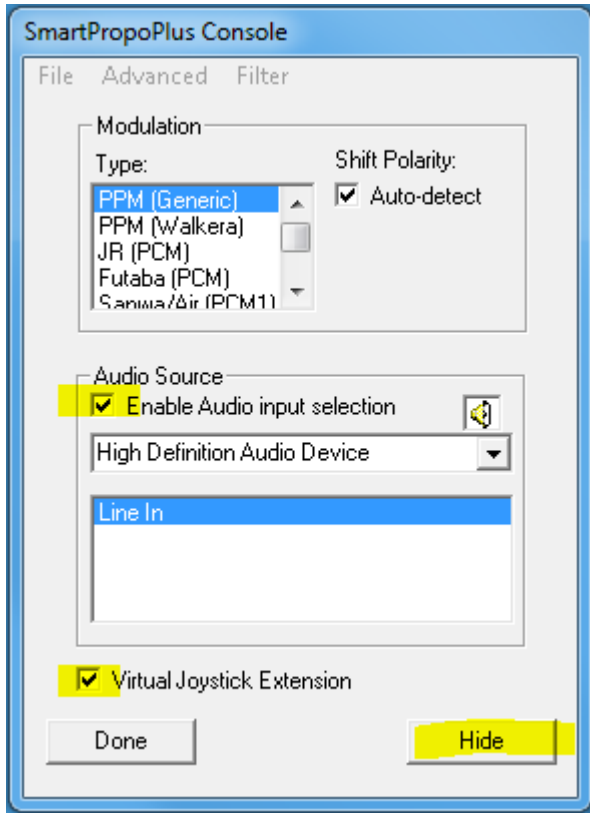 SmartPropoPlus Console
File Advanced Filter
Modulation
Type:
Shift Polarity:
Auto-detect
PPM (Generic)
PPM (Walkera)
JR (PCM)
Futaba (PCM)
Sanwa/Air (PCM1)
Audio Source
Enable Audio input selection
High Definition Audio Device
Line In
Virtual Joystick Extension
Done Hide